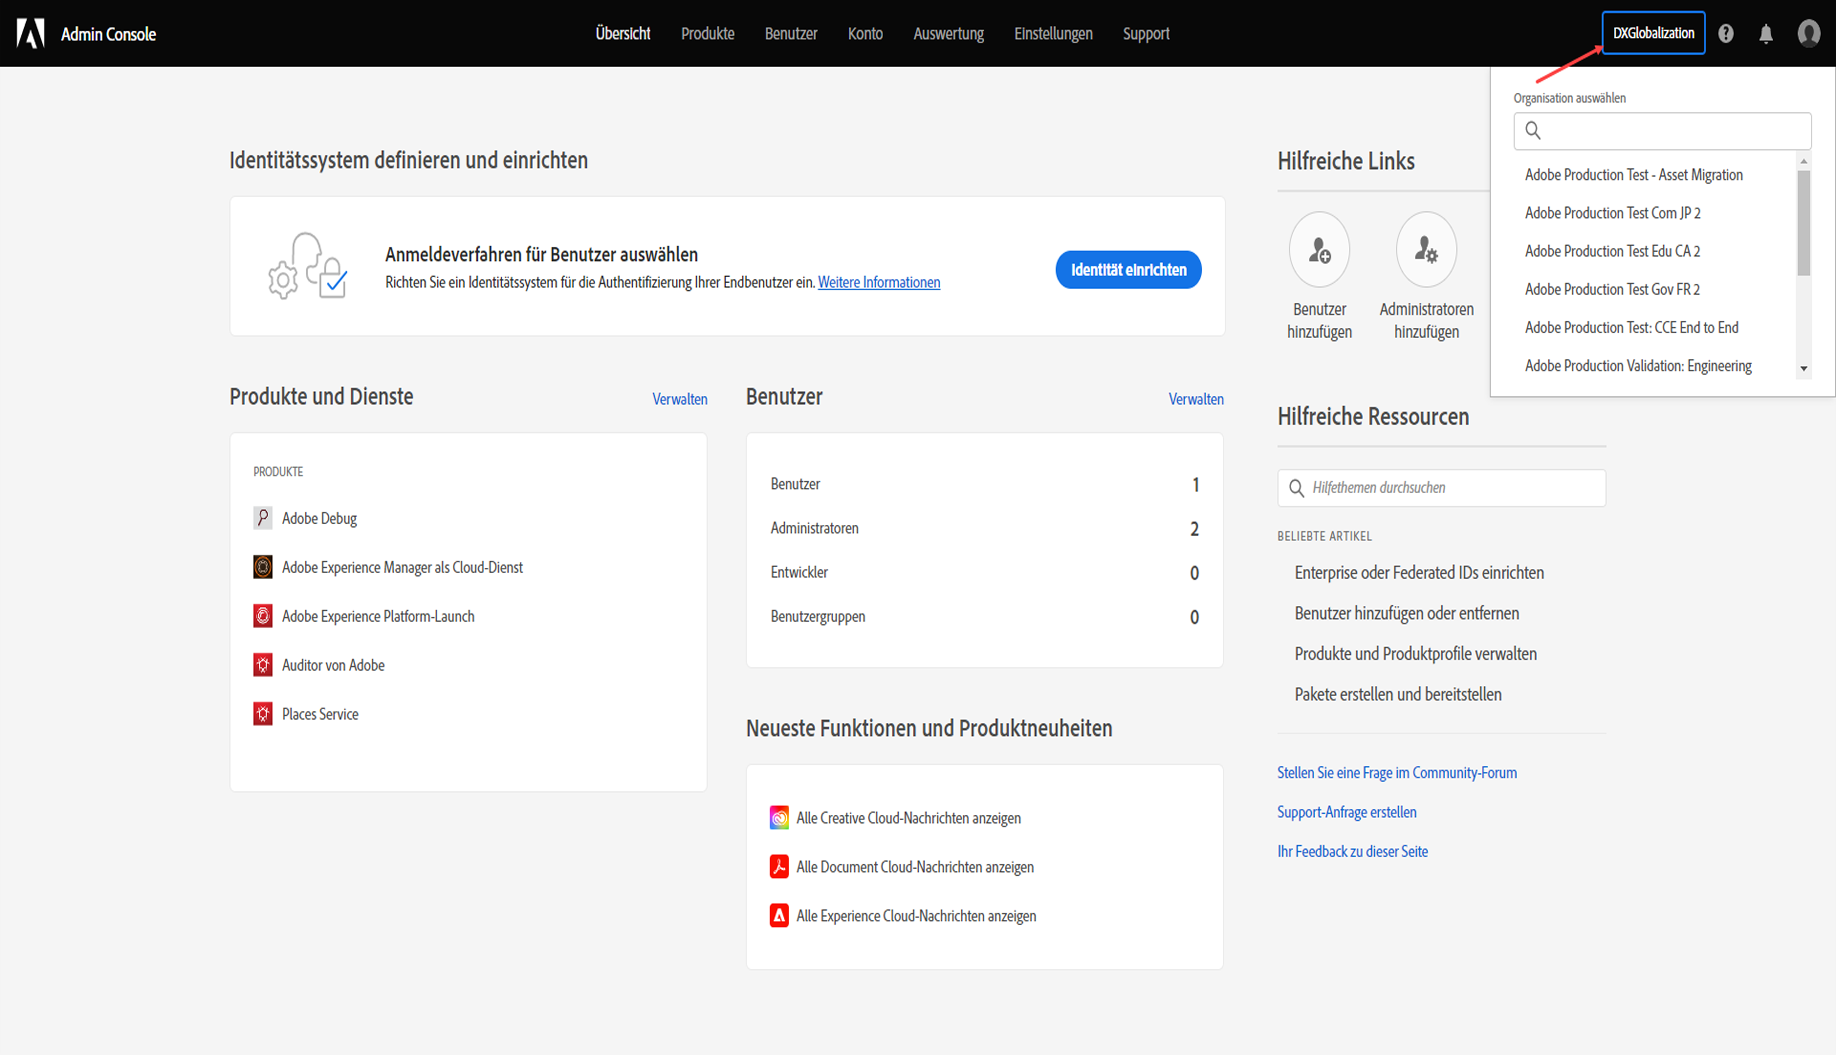 Admin Console
Übersicht
Produkte
Benutzer
Konto
Auswertung
Einstellungen
Support
DXGlobalization
Organisation auswählen
Adobe Production Test - Asset Migration
Adobe Production Test Com JP 2
Adobe Production Test Edu CA 2
Adobe Production Test Gov FR 2
Adobe Production Test: CCE End to End
Adobe Production Validation: Engineering
Identitätssystem definieren und einrichten
Anmeldeverfahren für Benutzer auswählen
Richten Sie ein Identitätssystem für die Authentifizierung Ihrer Endbenutzer ein. Weitere Informationen
Identität einrichten
Hilfreiche Links
Benutzer
hinzufügen
Administratoren
hinzufügen
Produkte und Dienste
Verwalten
PRODUKTE
Adobe Debug
Adobe Experience Manager als Cloud-Dienst
Adobe Experience Platform-Launch
Auditor von Adobe
Places Service
Benutzer
Verwalten
Benutzer 1
Administratoren 2
Entwickler 0
Benutzergruppen 0
Neueste Funktionen und Produktneuheiten
Alle Creative Cloud-Nachrichten anzeigen
Alle Document Cloud-Nachrichten anzeigen
Alle Experience Cloud-Nachrichten anzeigen
Hilfreiche Ressourcen
Hilfethemen durchsuchen
BELIEBTE ARTIKEL
Enterprise oder Federated IDs einrichten
Benutzer hinzufügen oder entfernen
Produkte und Produktprofile verwalten
Pakete erstellen und bereitstellen
Stellen Sie eine Frage im Community-Forum
Support-Anfrage erstellen
Ihr Feedback zu dieser Seite